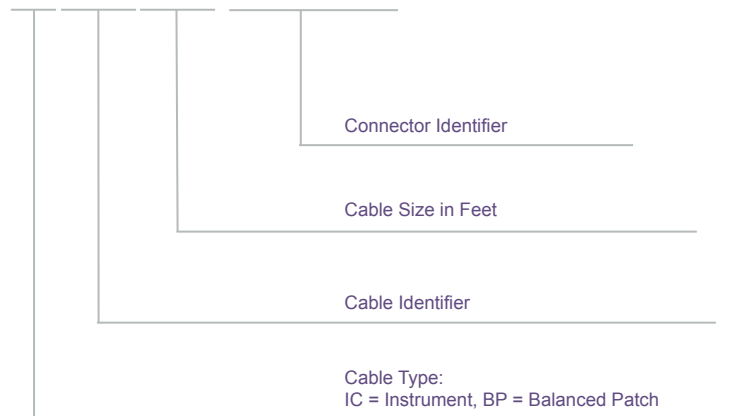 Connector Identifier
Cable Size in Feet
Cable Identifier
Cable Type:
IC = Instrument, BP = Balanced Patch